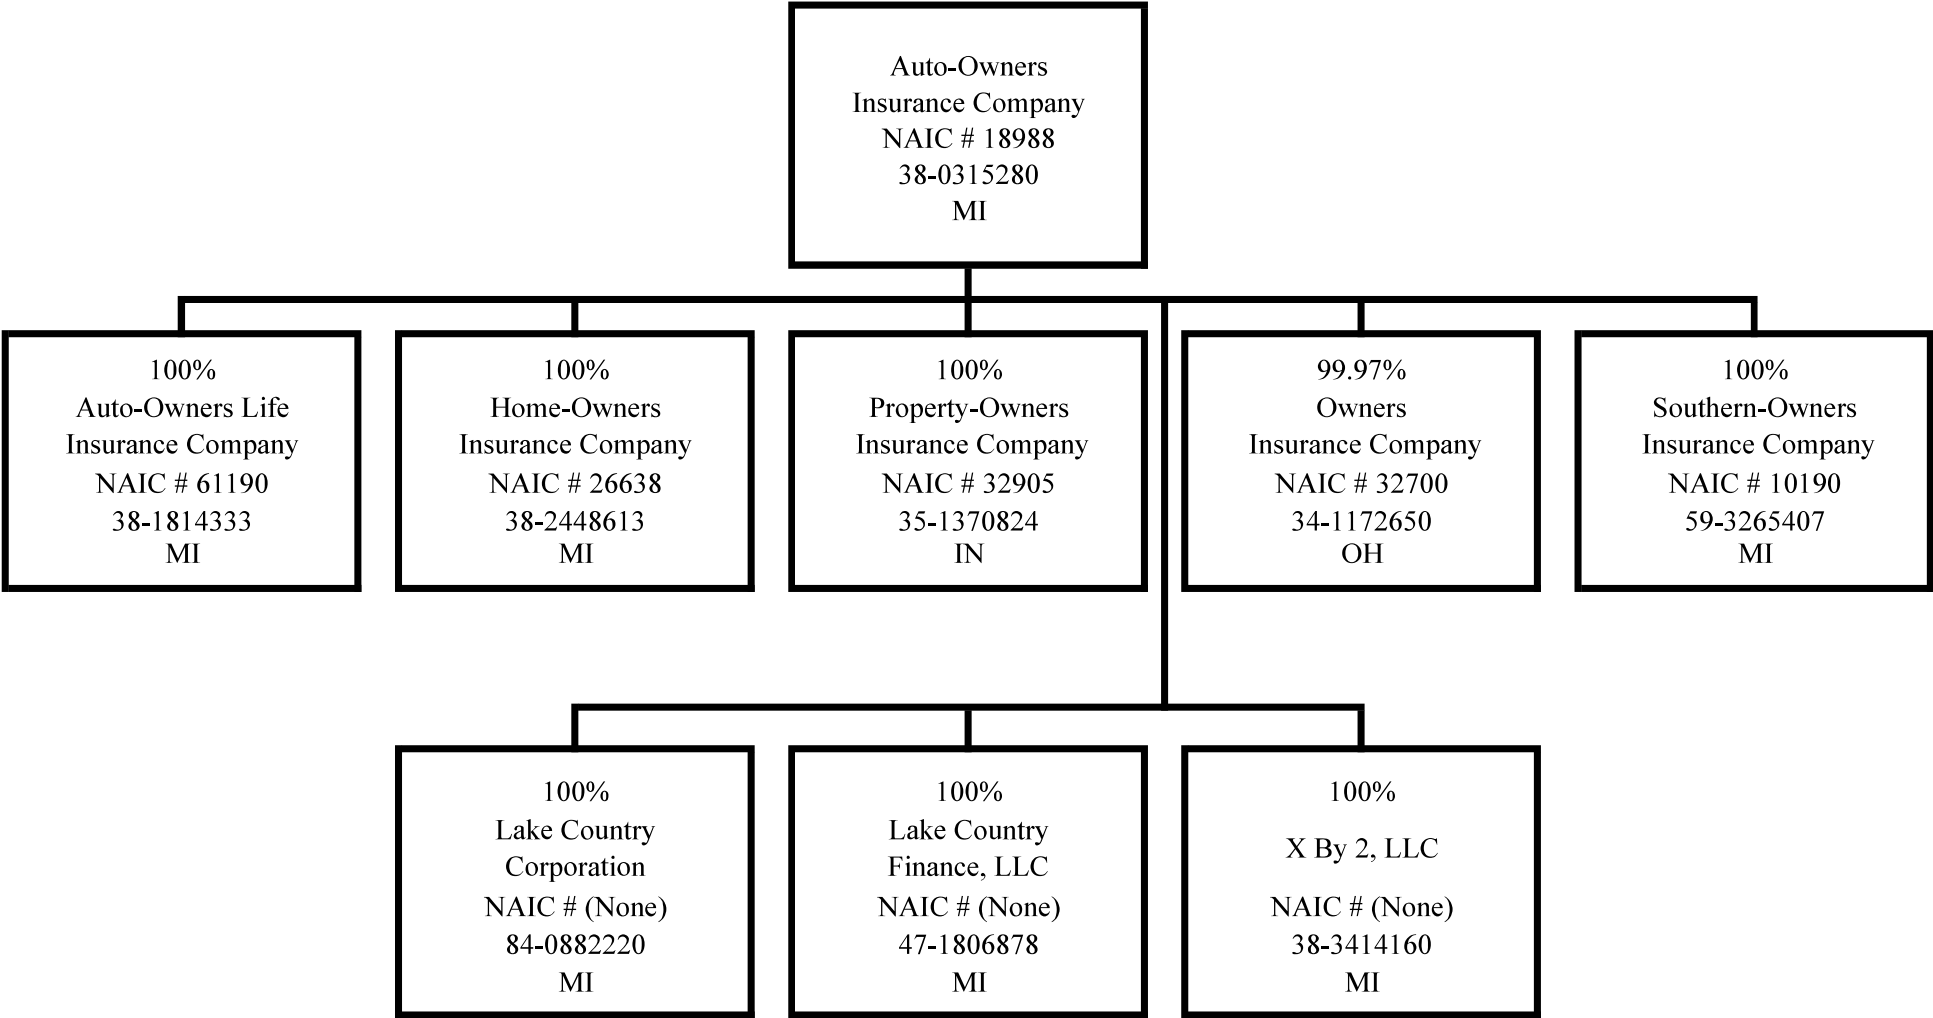 Auto-Owners
Insurance Company
NAIC # 18988
38-0315280
MI
100%
Auto-Owners Life
Insurance Company
NAIC # 61190
38-1814333
MI
100%
Home-Owners
Insurance Company
NAIC # 26638
38-2448613
MI
100%
Property-Owners
Insurance Company
NAIC # 32905
35-1370824
IN
99.97%
Owners
Insurance Company
NAIC # 32700
34-1172650
OH
100%
Southern-Owners
Insurance Company
NAIC # 10190
59-3265407
MI
100%
Lake Country
Corporation
NAIC # (None)
84-0882220
MI
100%
Lake Country
Finance, LLC
NAIC # (None)
47-1806878
MI
100%
X By 2, LLC
NAIC # (None)
38-3414160
MI